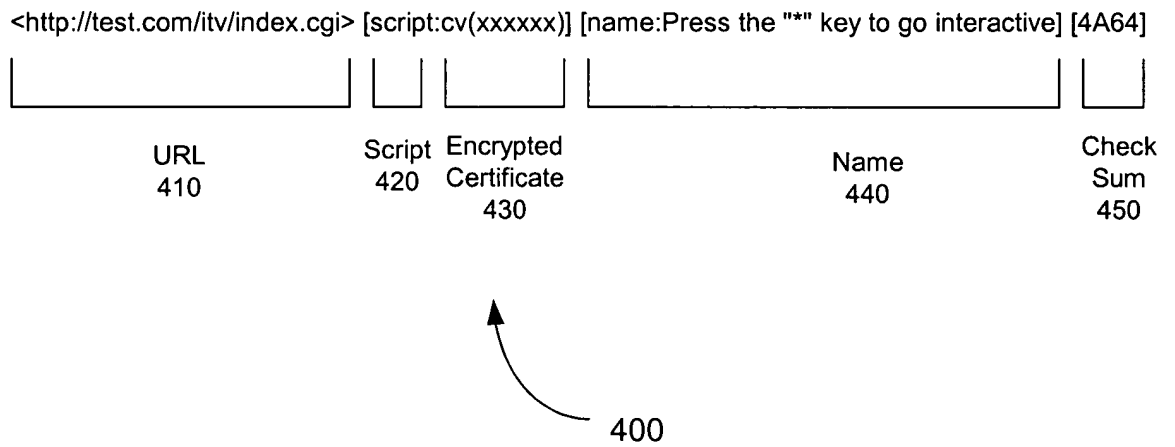 <http://test.com/itv/index.cgi> [script:cv(xxxxxx)] [name:Press the "*" key to go interactive] [4A64]
URL
410
Script
420
Encrypted
Certificate
430
Name
440
Check
Sum
450
400